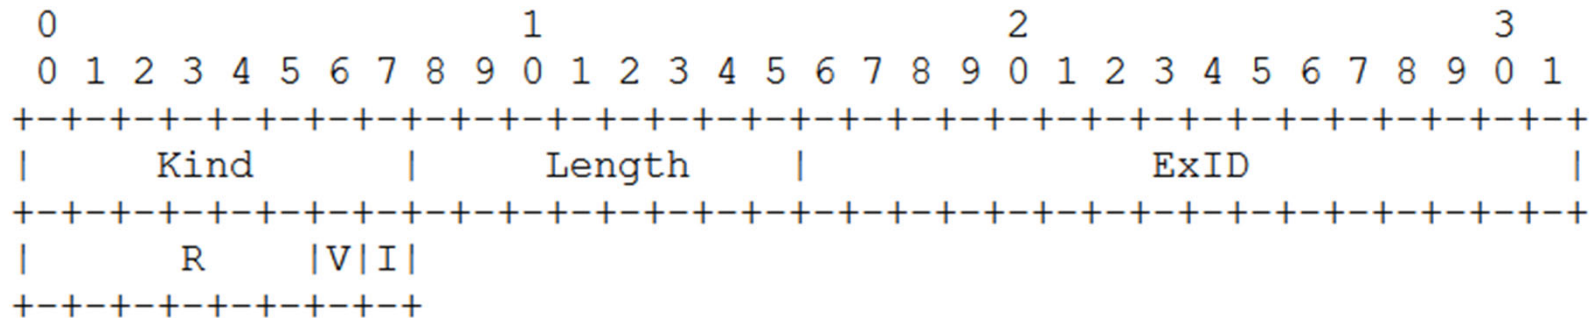 0                   1                   2                   3
 0 1 2 3 4 5 6 7 8 9 0 1 2 3 4 5 6 7 8 9 0 1 2 3 4 5 6 7 8 9 0 1
+-+-+-+-+-+-+-+-+-+-+-+-+-+-+-+-+-+-+-+-+-+-+-+-+-+-+-+-+-+-+-+-+
|     Kind      |     Length    |              ExID             |
+-+-+-+-+-+-+-+-+-+-+-+-+-+-+-+-+-+-+-+-+-+-+-+-+-+-+-+-+-+-+-+-+
|      R    |V|I|
+-+-+-+-+-+-+-+-+